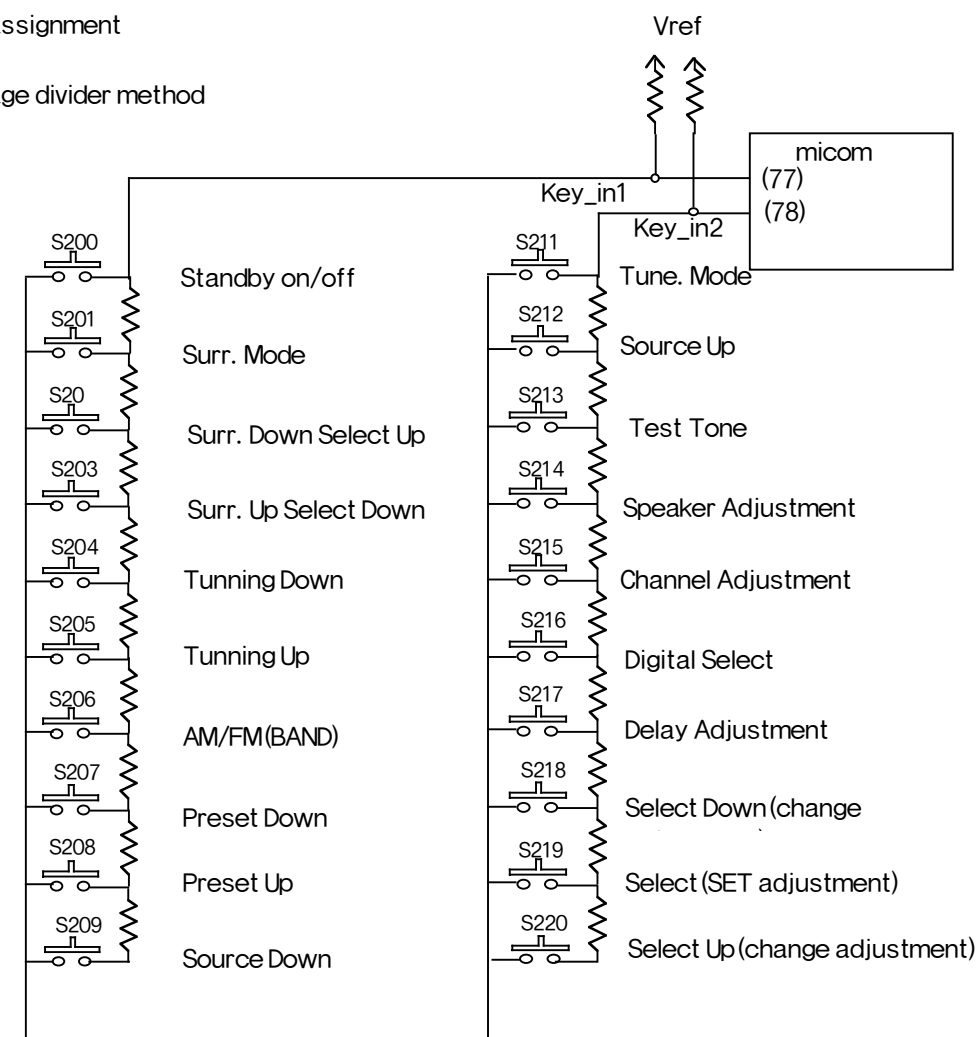 ssignment
ge divider method
Vref
micom
(77)
(78)
Key_in1
Key_in2
S200
Standby on/off
S201
Surr. Mode
S20
Surr. Down Select Up
S203
Surr. Up Select Down
S204
Tunning Down
S205
Tunning Up
S206
AM/FM(BAND)
S207
Preset Down
S208
Preset Up
S209
Source Down
S211
Tune. Mode
S212
Source Up
S213
Test Tone
S214
Speaker Adjustment
S215
Channel Adjustment
S216
Digital Select
S217
Delay Adjustment
S218
Select Down(change
S219
Select(SET adjustment)
S220
Select Up(change adjustment)